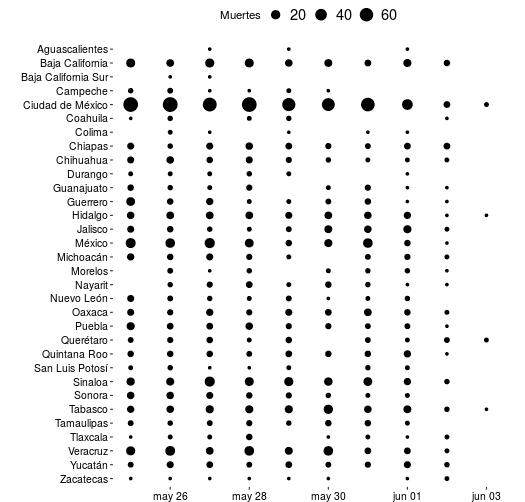 Muertes 20 40 60
Aguascalientes
Baja California
Baja California Sur
Campeche
Ciudad de México
Coahuila
Colima
Chiapas
Chihuahua
Durango
Guanajuato
Guerrero
Hidalgo
Jalisco
México
Michoacán
Morelos
Nayarit
Nuevo León
Oaxaca
Puebla
Querétaro
Quintana Roo
San Luis Potosí
Sinaloa
Sonora
Tabasco
Tamaulipas
Tlaxcala
Veracruz
Yucatán
Zacatecas
may 26 may 28 may 30 jun 01 jun 03